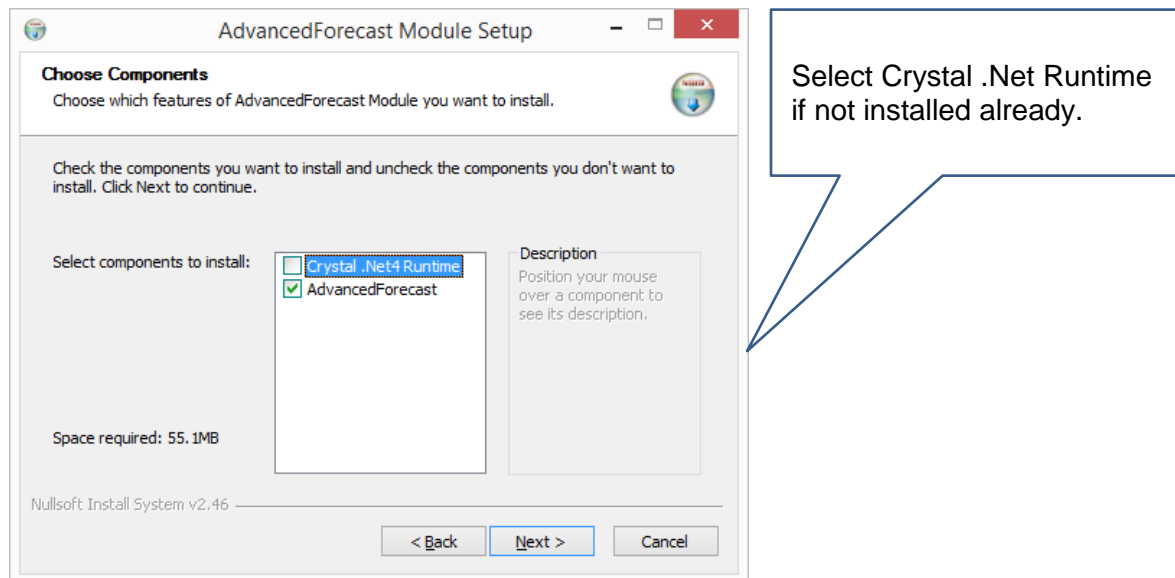 AdvancedForecast Module Setup
Choose Components
Choose which features of AdvancedForecast Module you want to install.
Check the components you want to install and uncheck the components you don't want to
install. Click Next to continue.
Select components to install:
Crystal .Net4 Runtime
AdvancedForecast
Description
Position your mouse
over a component to
see its description.
Space required: 55.1MB
Nullsoft Install System v2.46
< Back
Next >
Cancel
Select Crystal .Net Runtime
if not installed already.